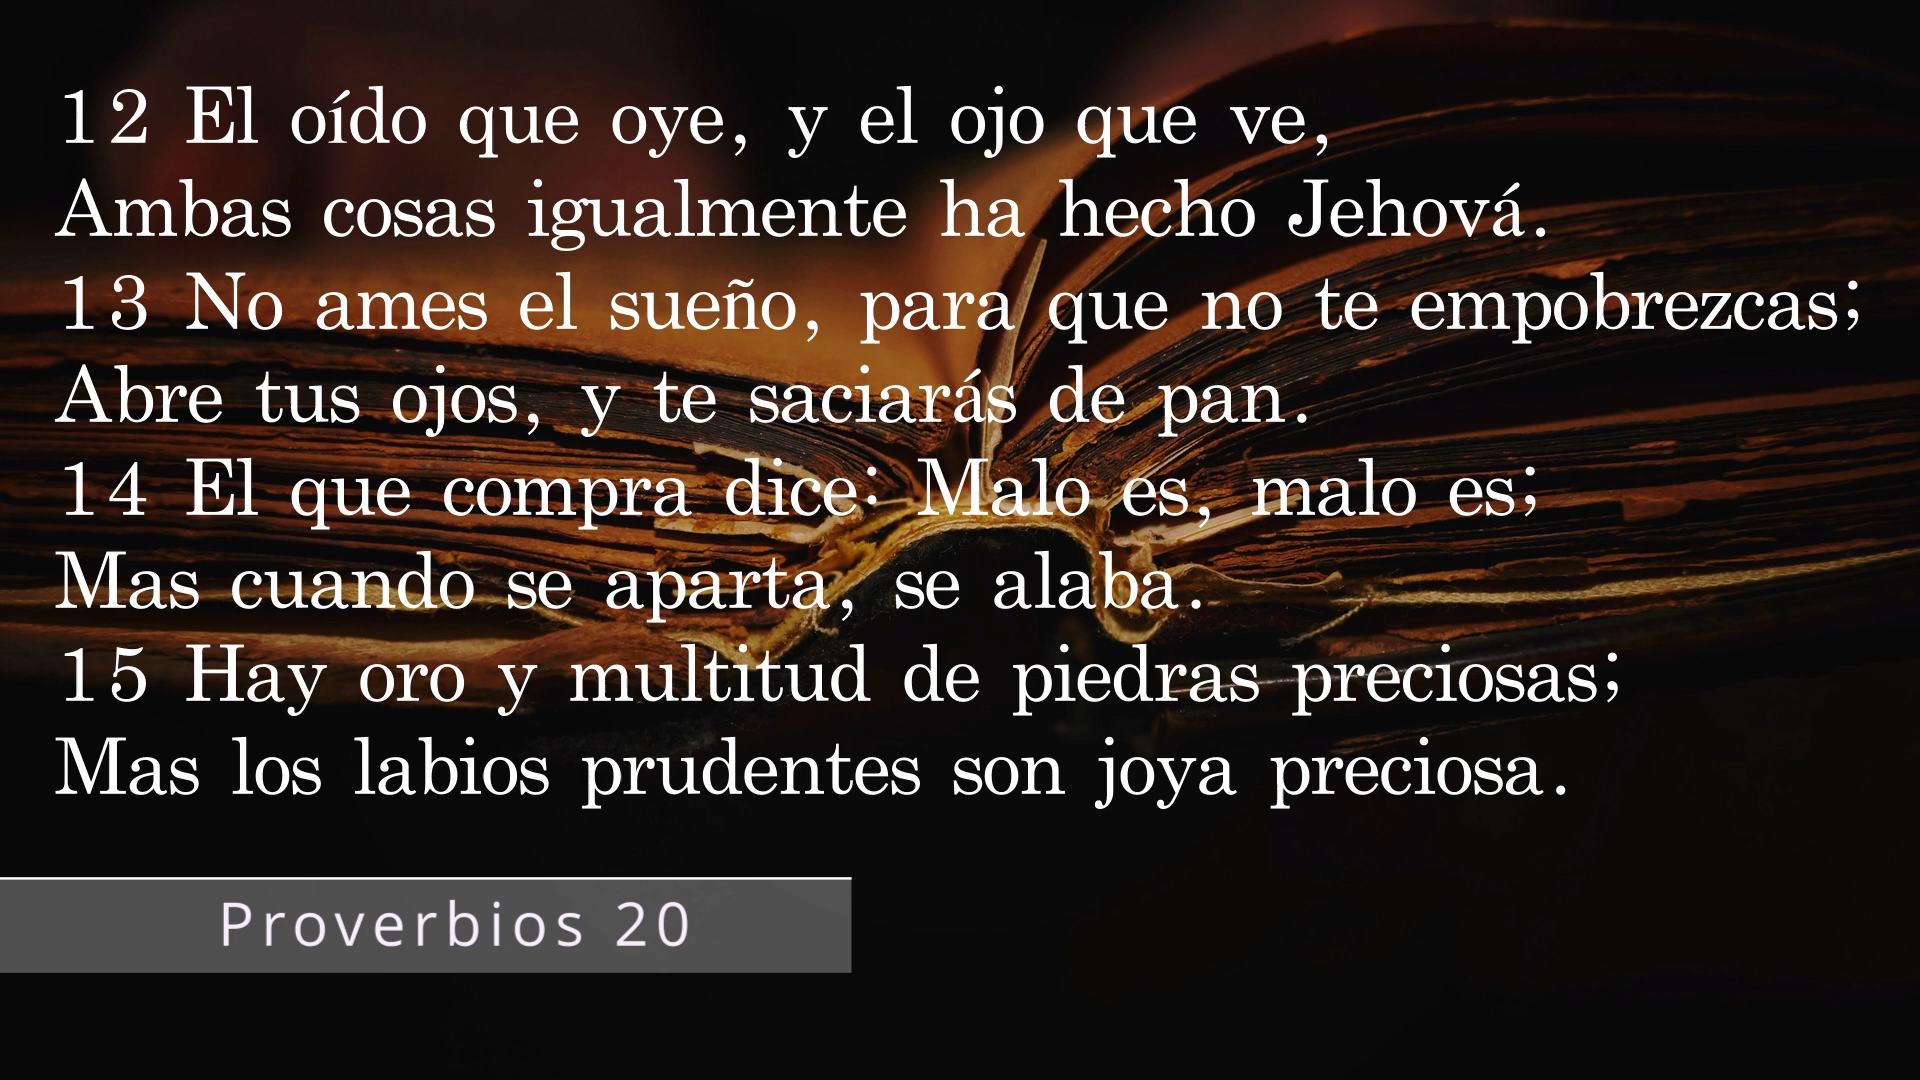 12 El oído que oye, y el ojo que ve,
Ambas cosas igualmente ha hecho Jehová.
13 No ames el sueño, para que no te empobrezcas;
Abre tus ojos, y te saciarás de pan.
14 El que compra dice: Malo es, malo es;
Mas cuando se aparta, se alaba.
15 Hay oro y multitud de piedras preciosas;
Mas los labios prudentes son joya preciosa.
Proverbios 20